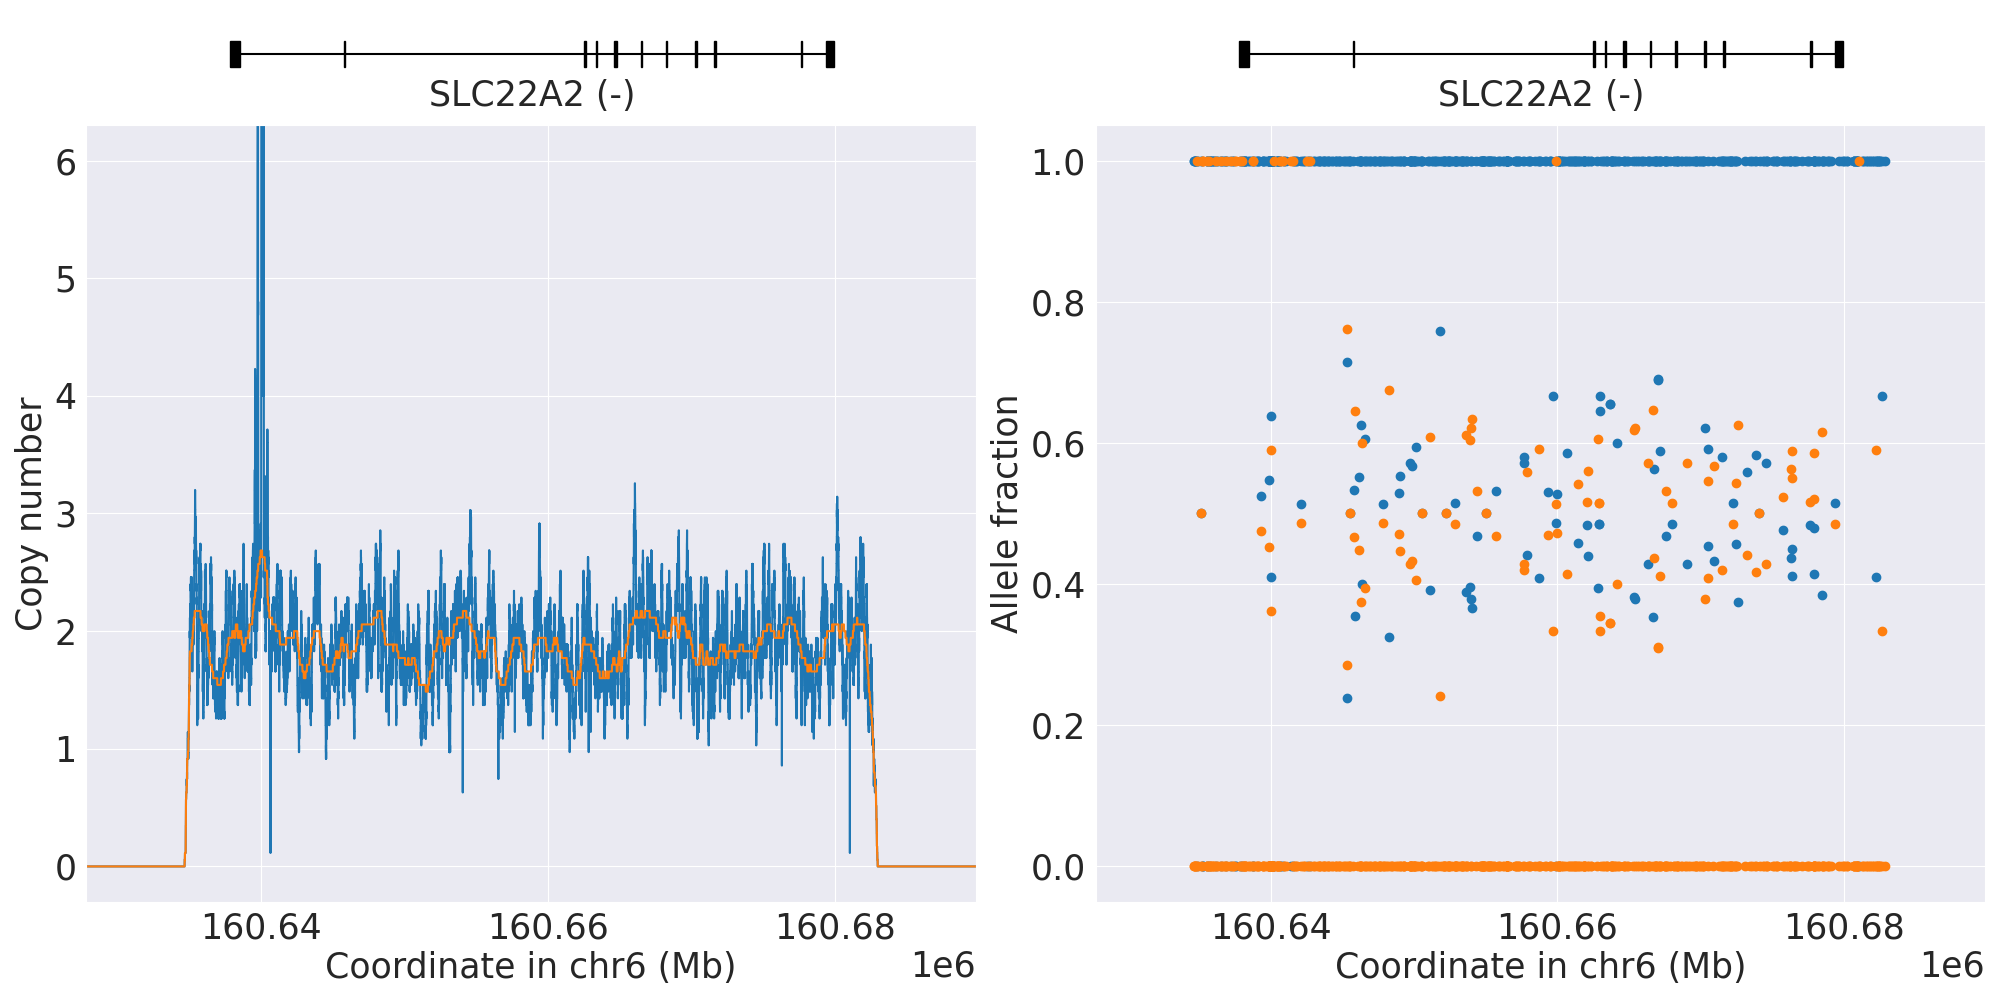 SLC22A2 (-)
6
5
4
3
2
1
0
Copy number
160.64 160.66 160.68
Coordinate in chr6 (Mb) 1e6
SLC22A2 (-)
1.0
0.8
0.6
0.4
0.2
0.0
Allele fraction
160.64 160.66 160.68
Coordinate in chr6 (Mb) 1e6